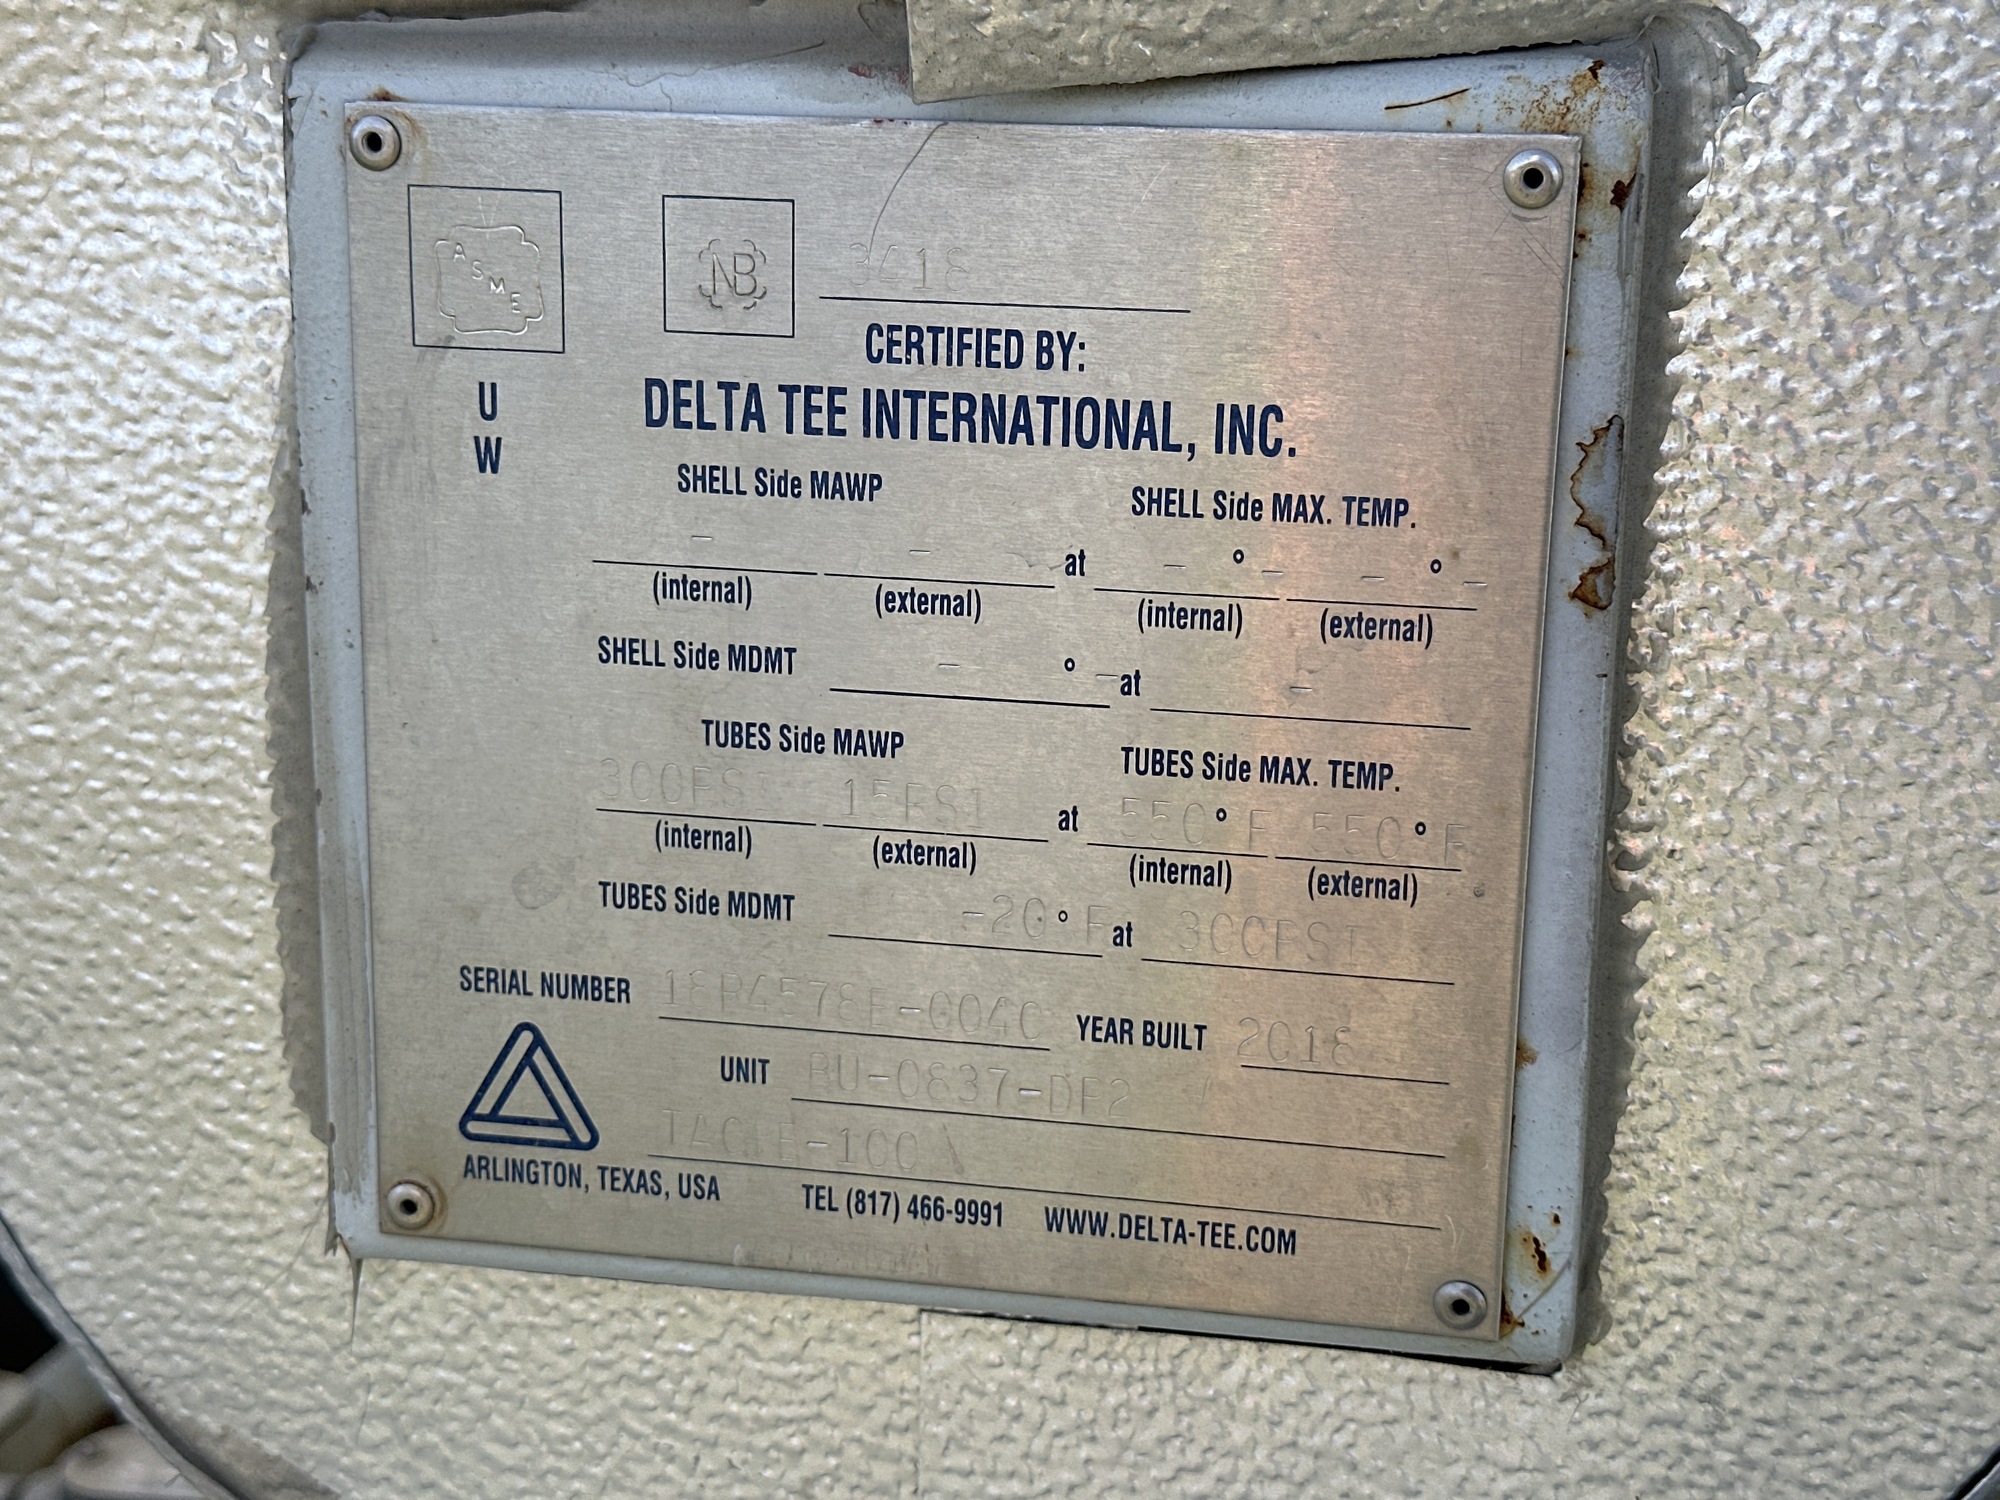 ASME
NB 3418
U
W
CERTIFIED BY:
DELTA TEE INTERNATIONAL, INC.
SHELL Side MAWP SHELL Side MAX. TEMP.
- - at - ° - - ° -
(internal) (external) (internal) (external)
SHELL Side MDMT - ° - at -
TUBES Side MAWP TUBES Side MAX. TEMP.
300PSI 15PSI at 550° F 550° F
(internal) (external) (internal) (external)
TUBES Side MDMT -20° F at 300PSI
SERIAL NUMBER YEAR BUILT 2018
UNIT
ARLINGTON, TEXAS, USA TEL (817) 466-9991 WWW.DELTA-TEE.COM